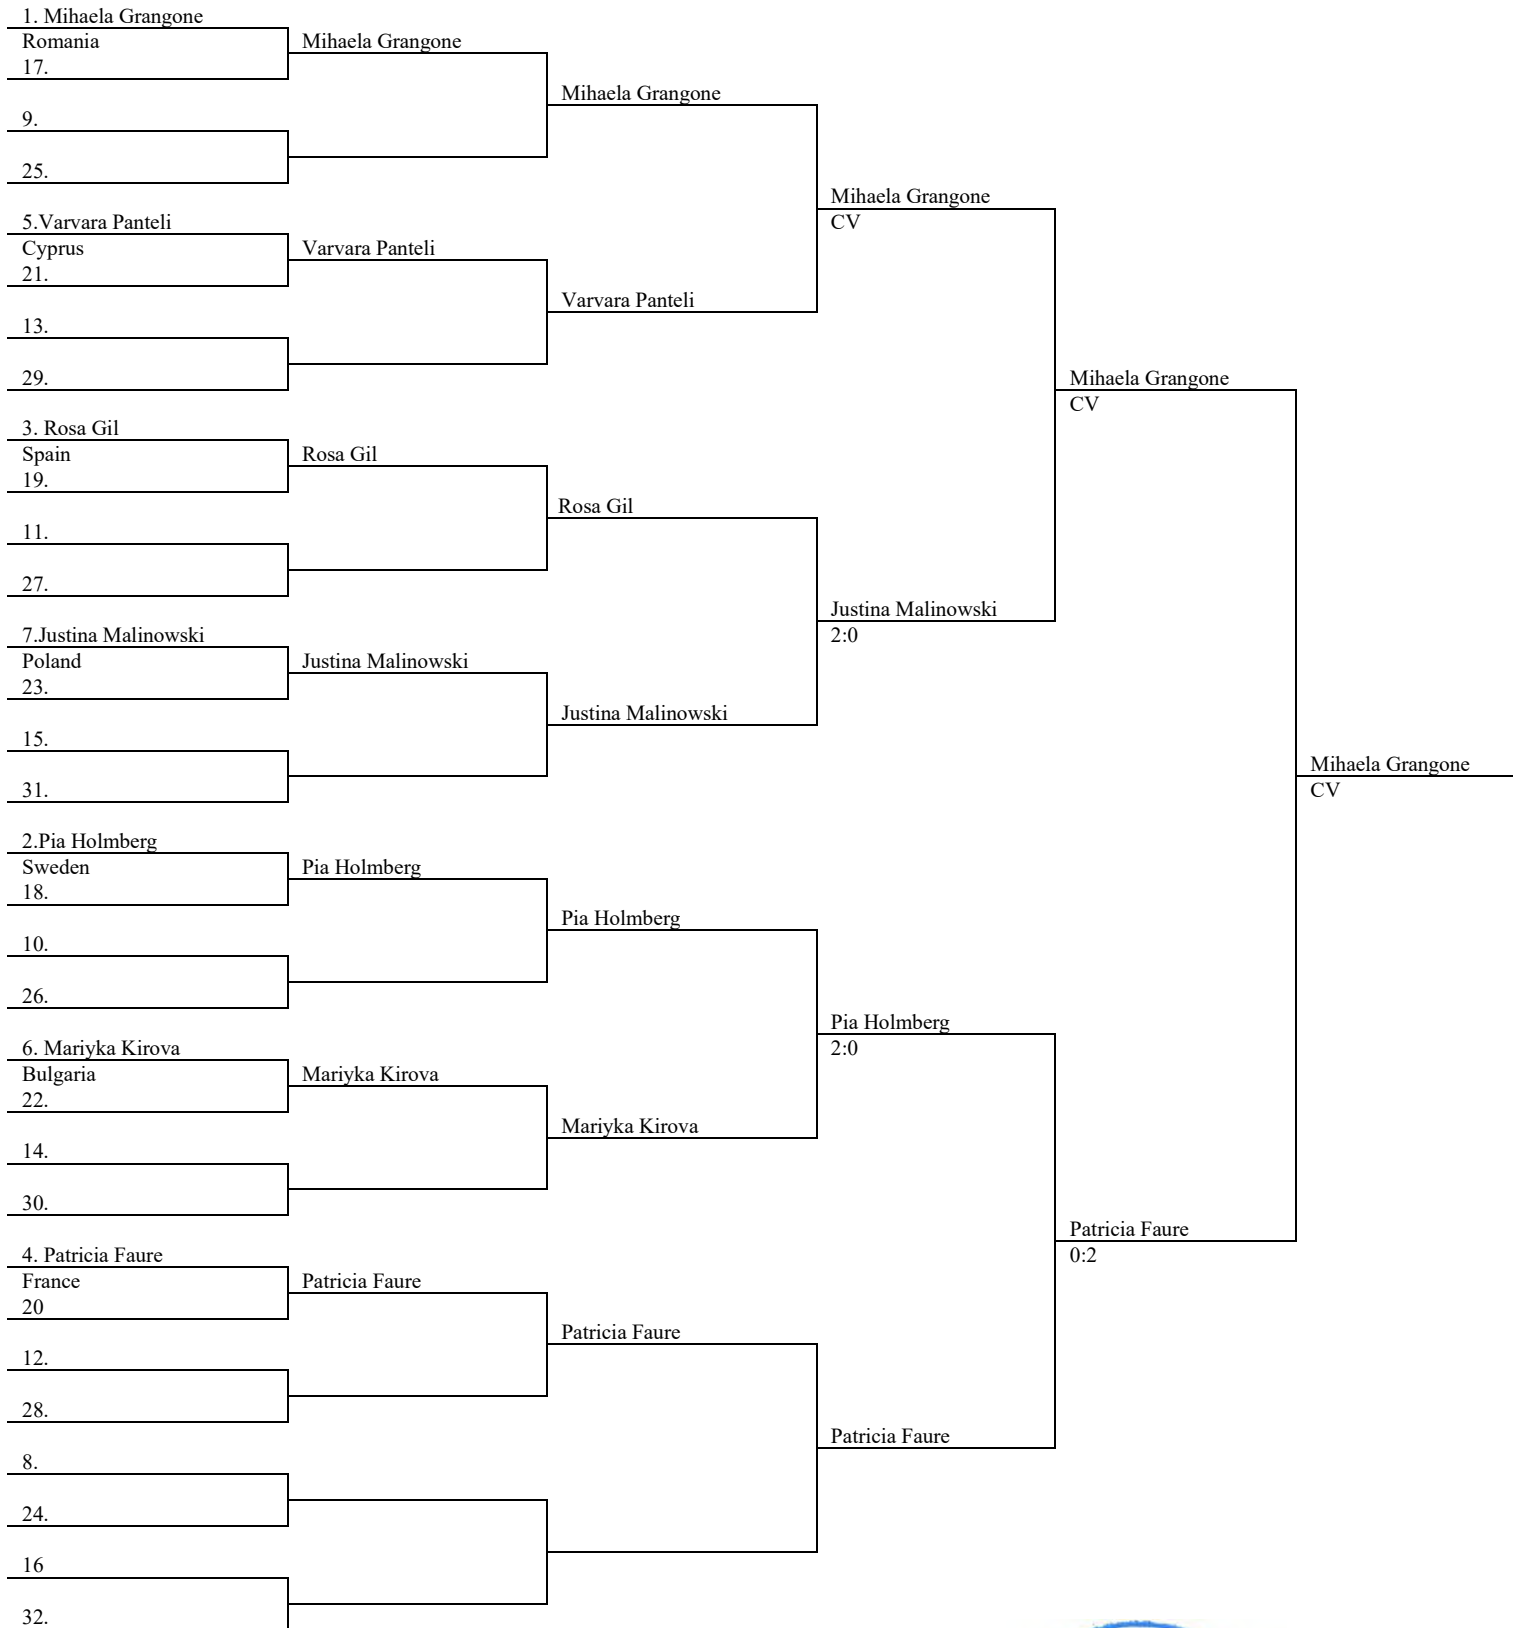 1. Mihaela Grangone
Romania
17.
Mihaela Grangone
9.
25.
Mihaela Grangone
5.Varvara Panteli
Cyprus
21.
Varvara Panteli
13.
29.
Varvara Panteli
Mihaela Grangone
CV
3. Rosa Gil
Spain
19.
Rosa Gil
11.
27.
Rosa Gil
7.Justina Malinowski
Poland
23.
Justina Malinowski
15.
31.
Justina Malinowski
Justina Malinowski
2:0
Mihaela Grangone
CV
2.Pia Holmberg
Sweden
18.
Pia Holmberg
10.
26.
Pia Holmberg
6. Mariyka Kirova
Bulgaria
22.
Mariyka Kirova
14.
30.
Mariyka Kirova
Pia Holmberg
2:0
4. Patricia Faure
France
20
Patricia Faure
12.
28.
Patricia Faure
8.
24.
16
32.
Patricia Faure
Patricia Faure
0:2
Mihaela Grangone
CV